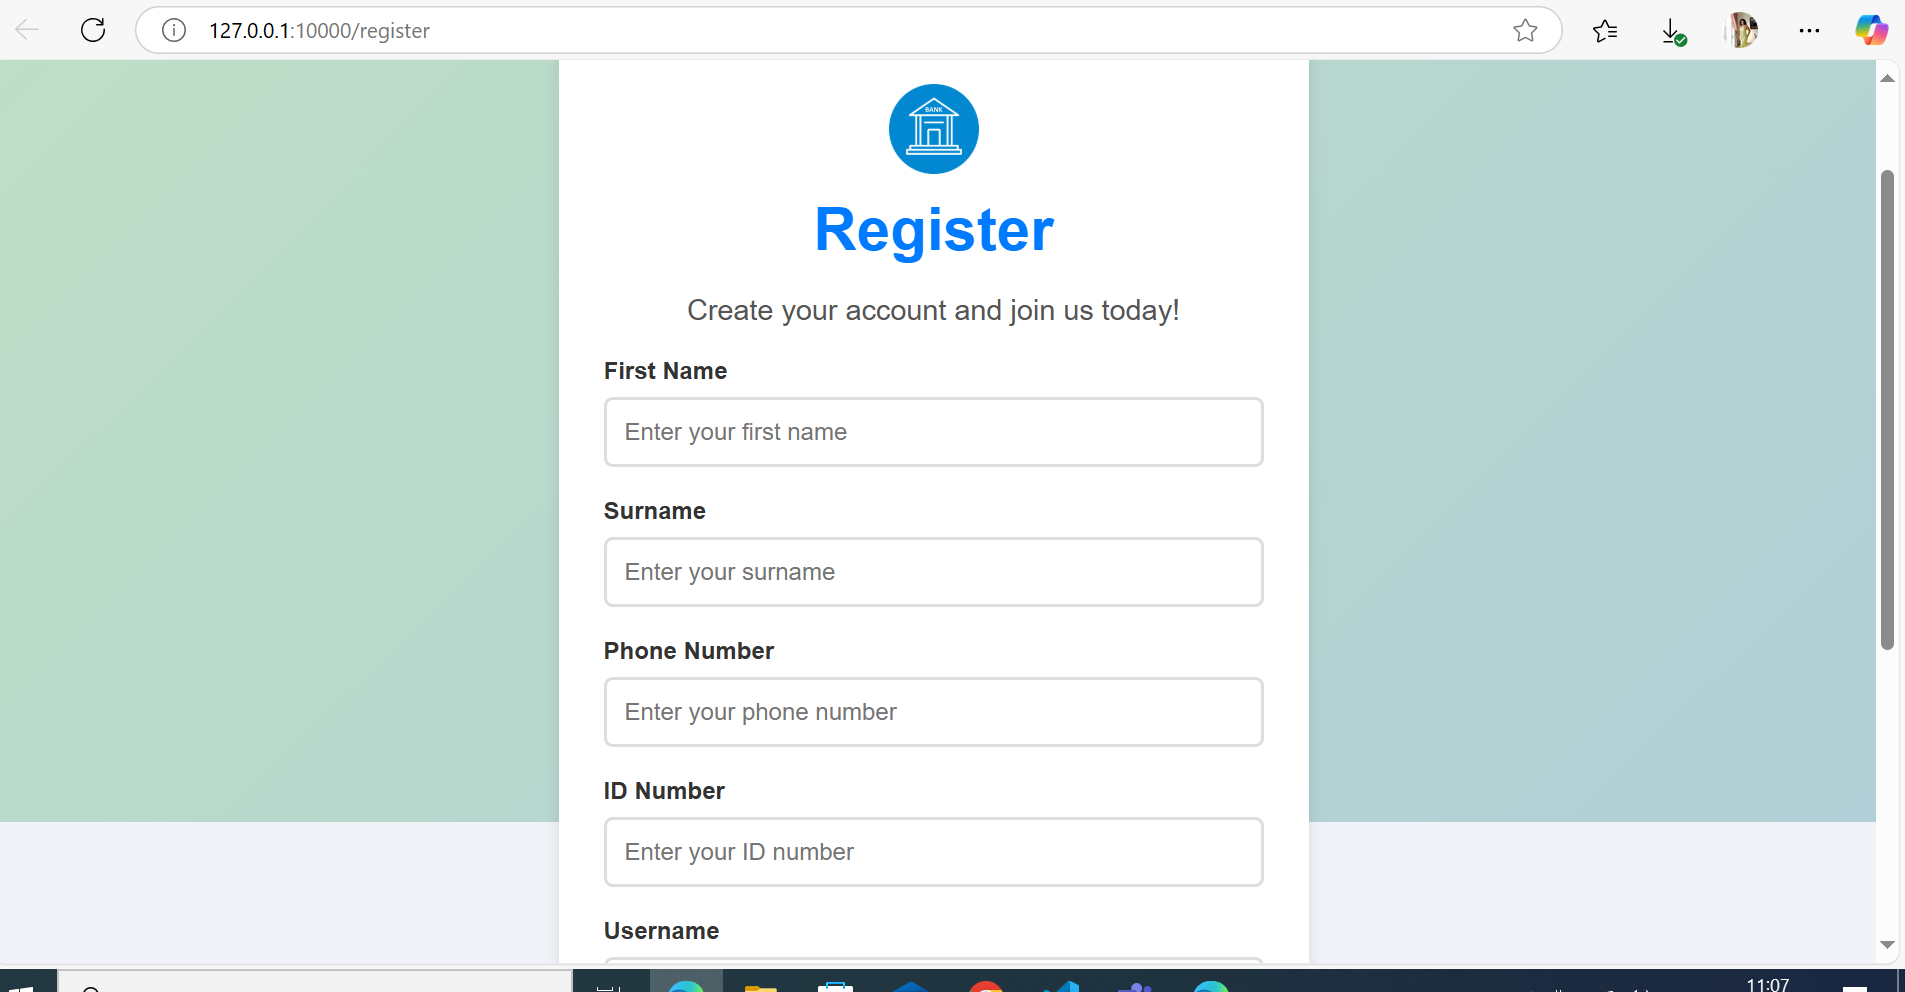 127.0.0.1:10000/register
BANK
Register
Create your account and join us today!
First Name
Enter your first name
Surname
Enter your surname
Phone Number
Enter your phone number
ID Number
Enter your ID number
Username
11:07